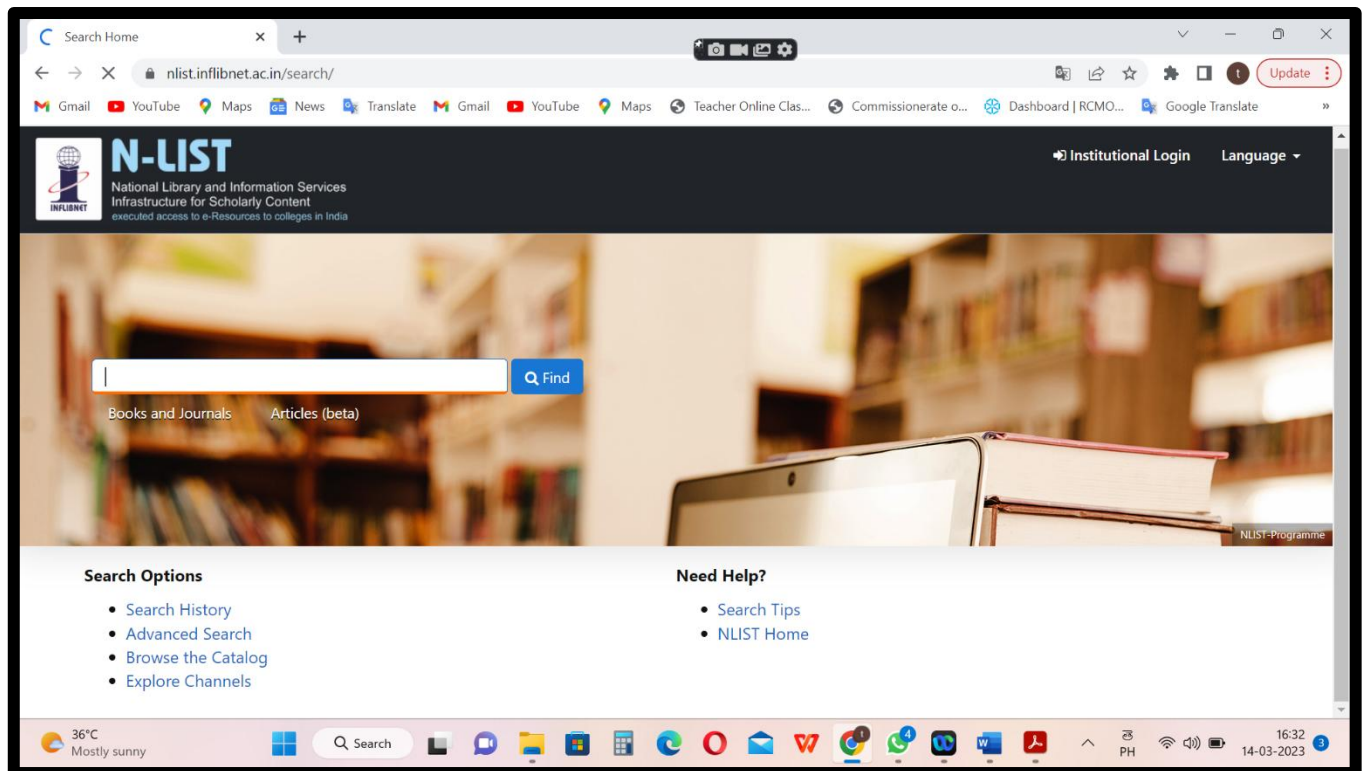 Search Home
nlist.inflibnet.ac.in/search/
t Update
Gmail YouTube Maps News Translate Gmail YouTube Maps Teacher Online Clas... Commissionerate o... Dashboard | RCMO... Google Translate »
N-LIST
Institutional Login Language
National Library and Information Services
Infrastructure for Scholarly Content
INFLIBNET
executed access to e-Resources to colleges in India
Find
Books and Journals Articles (beta)
NLIST-Programme
Search Options Need Help?
• Search History • Search Tips
• Advanced Search • NLIST Home
• Browse the Catalog
• Explore Channels
36°C
Mostly sunny
Search
4
PH
16:32
14-03-2023
3